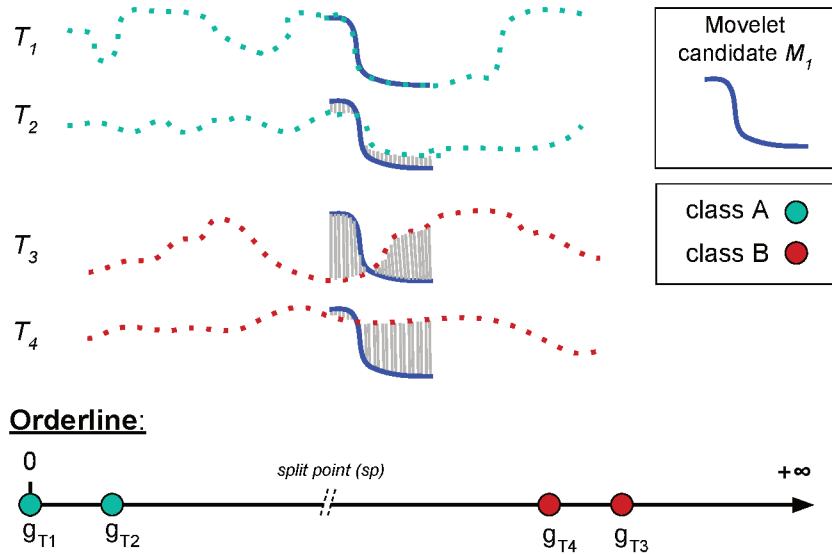 T1
Movelet
candidate M1
T2
class A
class B
T3
T4
Orderline:
0
split point (sp)
+∞
gT1
gT2
gT4
gT3